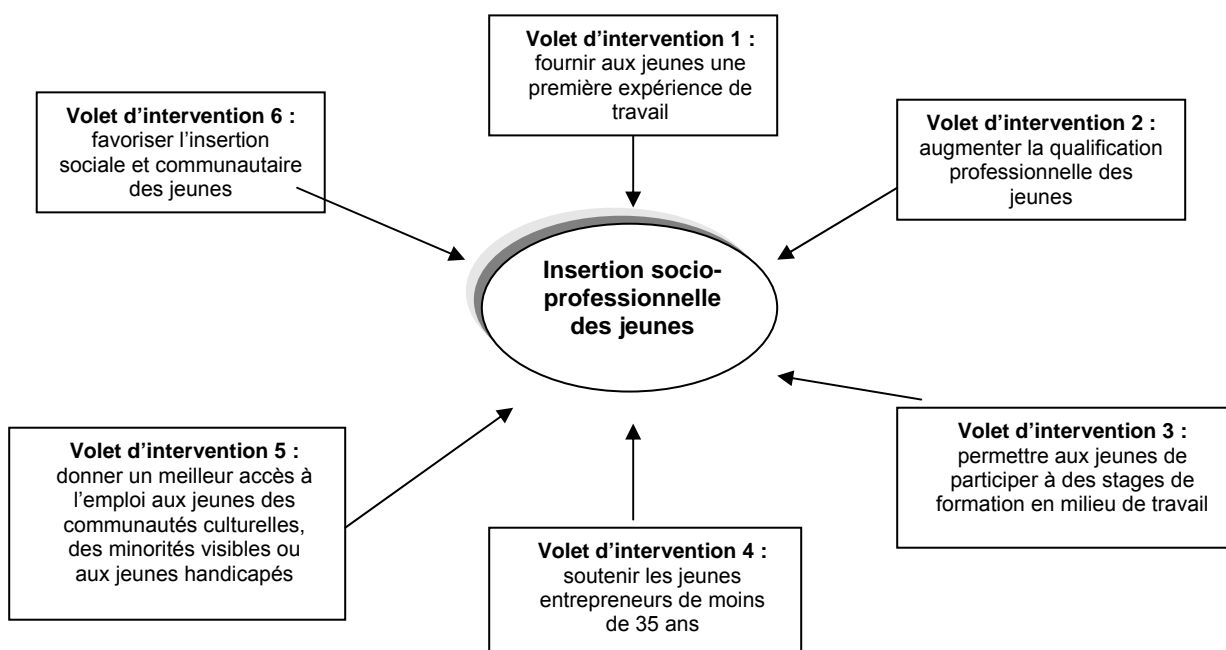 Volet d’intervention 1 :
fournir aux jeunes une
première expérience de
travail
Volet d’intervention 2 :
augmenter la qualification
professionnelle des
jeunes
Volet d’intervention 3 :
permettre aux jeunes de
participer à des stages de
formation en milieu de travail
Volet d’intervention 4 :
soutenir les jeunes
entrepreneurs de moins
de 35 ans
Volet d’intervention 5 :
donner un meilleur accès à
l’emploi aux jeunes des
communautés culturelles,
des minorités visibles ou
aux jeunes handicapés
Volet d’intervention 6 :
favoriser l’insertion
sociale et communautaire
des jeunes
Insertion socio-
professionnelle
des jeunes